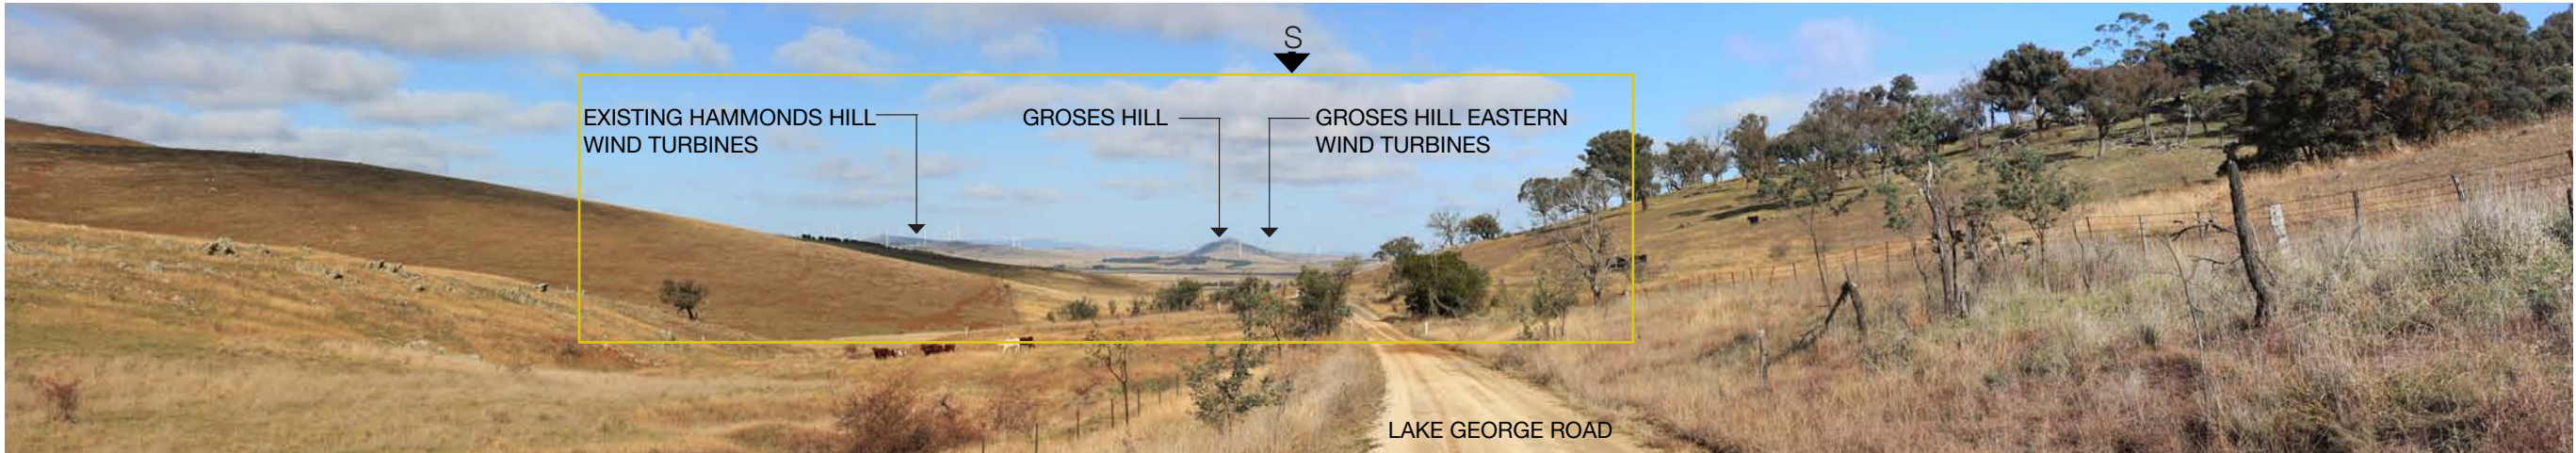 S
EXISTING HAMMONDS HILL
WIND TURBINES
GROSES HILL
GROSES HILL EASTERN
WIND TURBINES
LAKE GEORGE ROAD